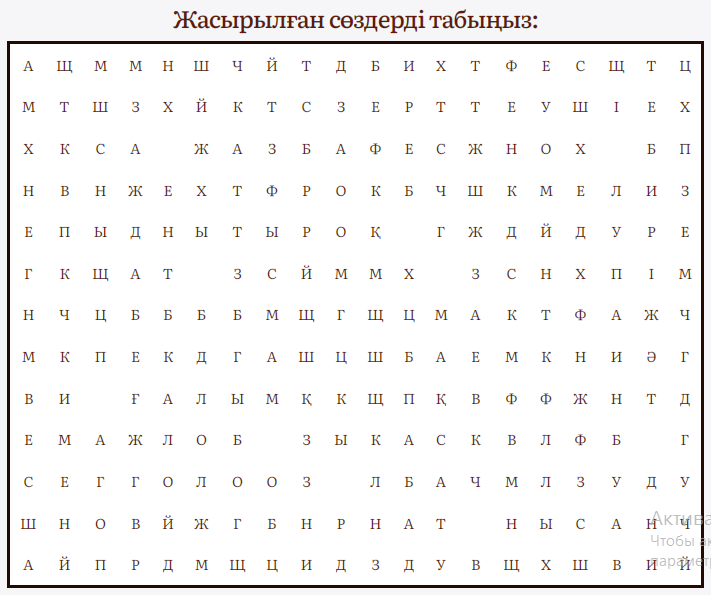 Жасырылған сөздерді табыңыз:
А Щ М М Н Ш Ч Й Т Д Б И Х Т Ф Е С Щ Т Ц
М Т Ш З Х Й К Т С З Е Р Т Т Е У Ш І Е Х
Х К С А Ж А З Б А Ф Е С Ж Н О Х Б П
Н В Н Ж Е Х Т Ф Р О К Б Ч Ш К М Е Л И З
Е П Ы Д Н Ы Т Ы Р О Қ Г Ж Д Й Д У Р Е
Г К Щ А Т З С Й М М Х З С Н Х П І М
Н Ч Ц Б Б Б Б М Щ Г Щ Ц М А К Т Ф А Ж Ч
М К П Е К Д Г А Ш Ц Ш Б А Е М К Н И Ә Г
В И Ғ А Л Ы М Қ К Щ П Қ В Ф Ф Ж Н Т Д
Е М А Ж Л О Б З Ы К А С К В Л Ф Б Г
С Е Г Г О Л О О З Л Б А Ч М Л З У Д У
Ш Н О В Й Ж Г Б Н Р Н А Т Н Ы С А Н Ч
А Й П Р Д М Щ Ц И Д З Д У В Щ Х Ш В И Й